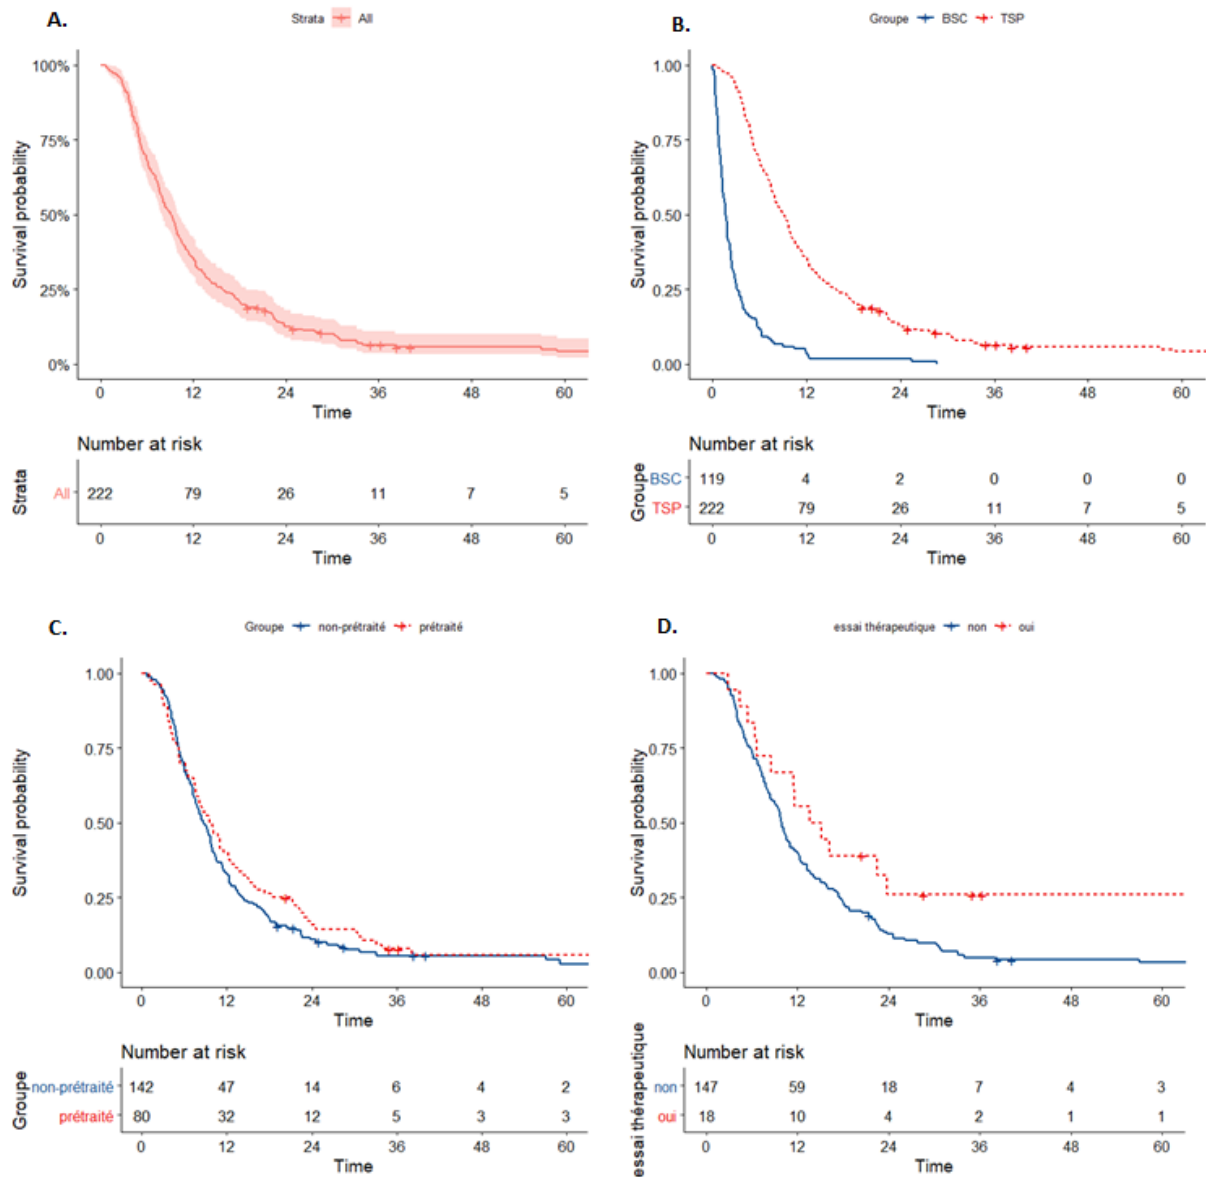 A.
Strata All
Survival probability
100%
75%
50%
25%
0%
0 12 24 36 48 60
Time
Number at risk
Strata
All 222 79 26 11 7 5
0 12 24 36 48 60
Time
B.
Groupe BSC TSP
Survival probability
1.00
0.75
0.50
0.25
0.00
0 12 24 36 48 60
Time
Number at risk
Groupe
BSC 119 4 2 0 0 0
TSP 222 79 26 11 7 5
0 12 24 36 48 60
Time
C.
Groupe non-prétraité prétraité
Survival probability
1.00
0.75
0.50
0.25
0.00
0 12 24 36 48 60
Time
Number at risk
Groupe
non-prétraité 142 47 14 6 4 2
prétraité 80 32 12 5 3 3
0 12 24 36 48 60
Time
D.
essai thérapeutique non oui
Survival probability
1.00
0.75
0.50
0.25
0.00
0 12 24 36 48 60
Time
Number at risk
essai thérapeutique
non 147 59 18 7 4 3
oui 18 10 4 2 1 1
0 12 24 36 48 60
Time